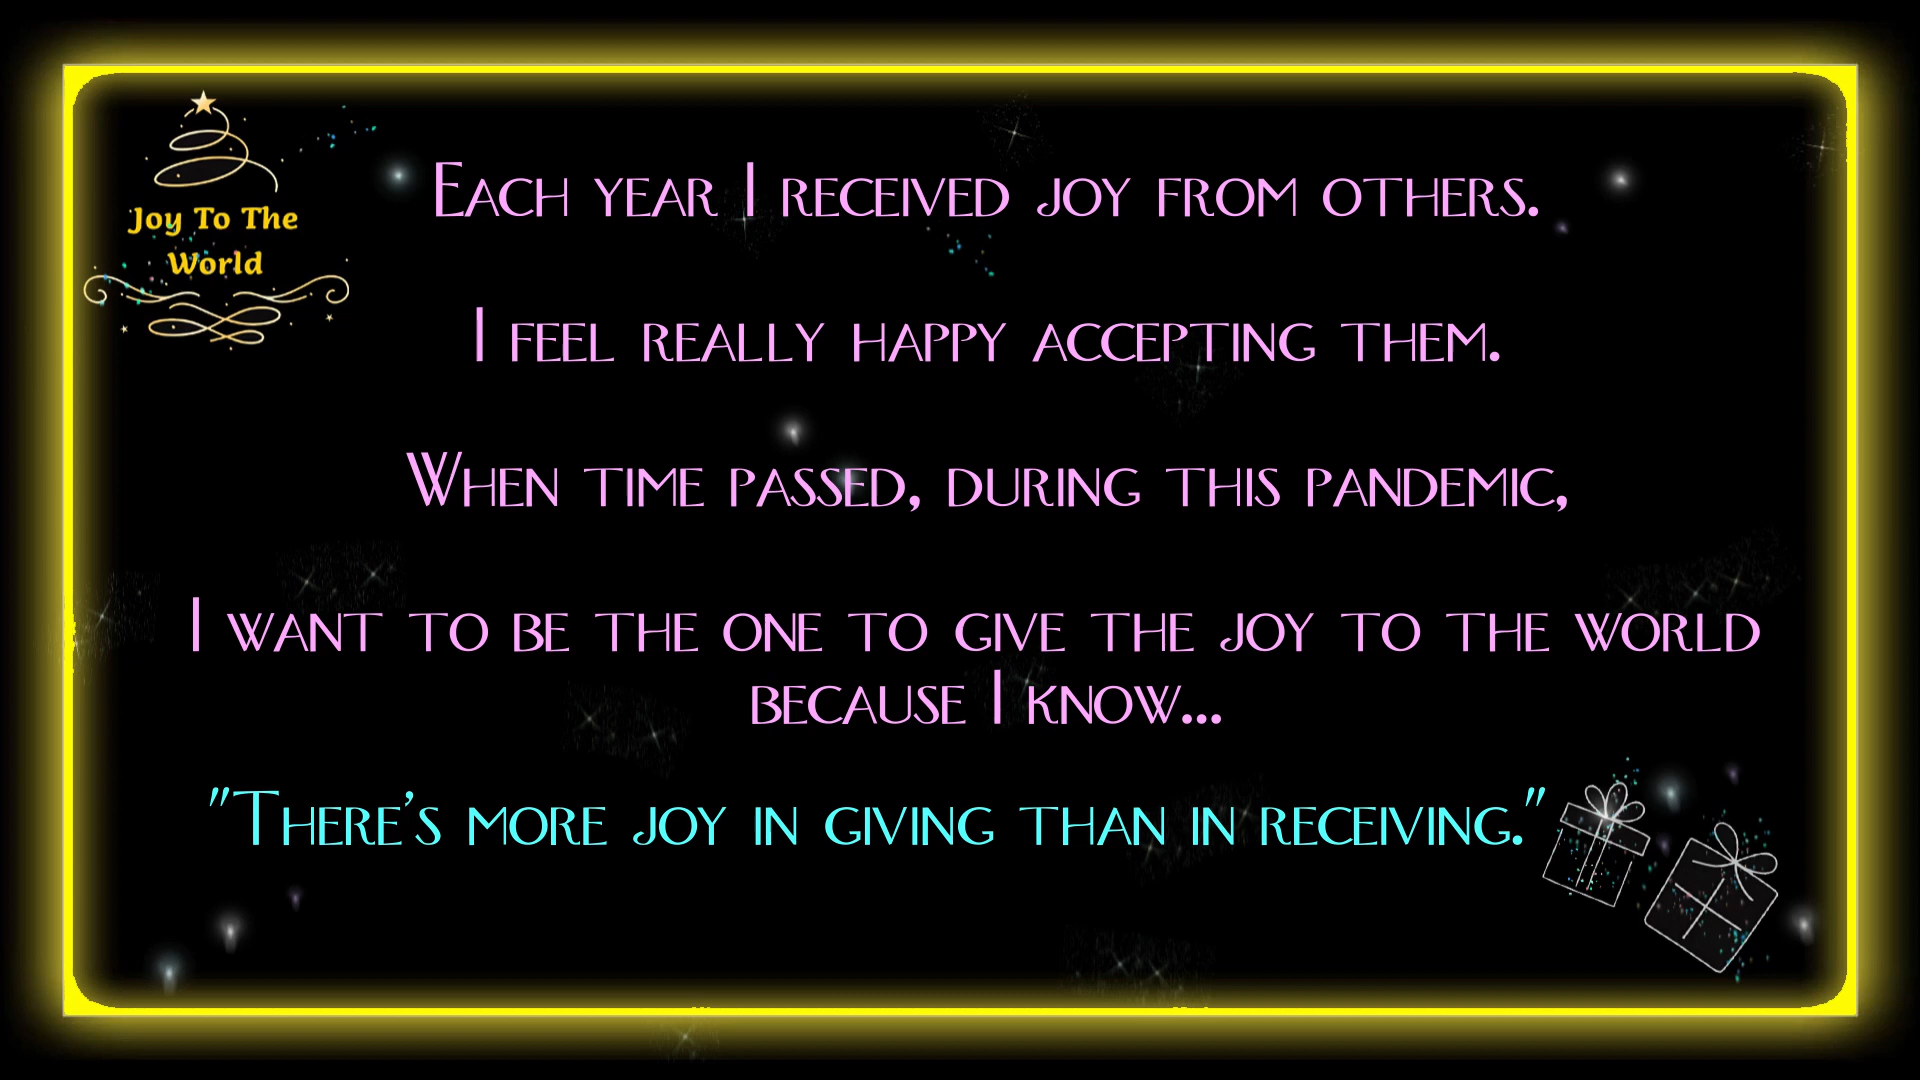 Joy To The
World
Each year I received joy from others.
I feel really happy accepting them.
When time passed, during this pandemic,
I want to be the one to give the joy to the world
because I know...
"There's more joy in giving than in receiving."